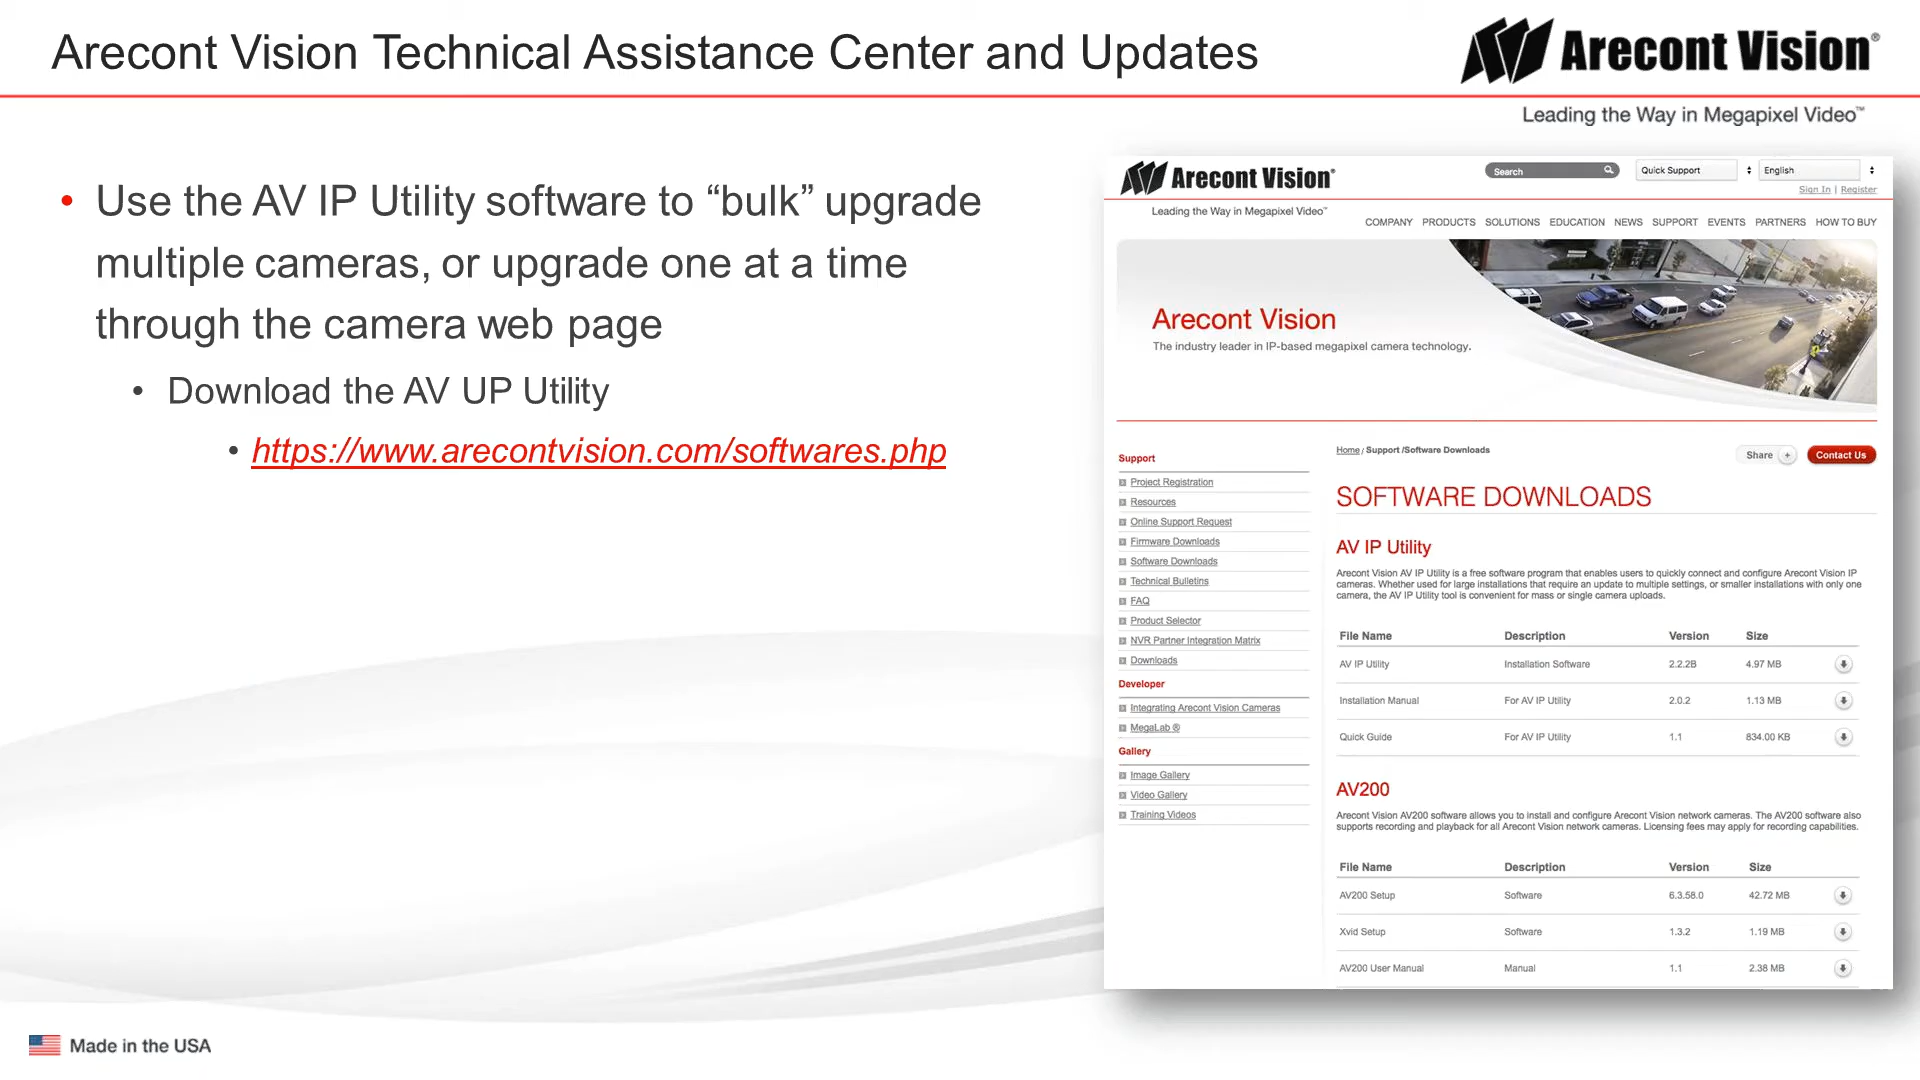 Arecont Vision Technical Assistance Center and Updates
Arecont Vision®
Leading the Way in Megapixel Video™
• Use the AV IP Utility software to “bulk” upgrade
multiple cameras, or upgrade one at a time
through the camera web page
• Download the AV UP Utility
• https://www.arecontvision.com/softwares.php
Arecont Vision®
Leading the Way in Megapixel Video™
Search
Quick Support
English
Sign In | Register
COMPANY PRODUCTS SOLUTIONS EDUCATION NEWS SUPPORT EVENTS PARTNERS HOW TO BUY
Arecont Vision
The industry leader in IP-based megapixel camera technology.
Support
Project Registration
Resources
Online Support Request
Firmware Downloads
Software Downloads
Technical Bulletins
FAQ
Product Selector
NVR Partner Integration Matrix
Downloads
Developer
Integrating Arecont Vision Cameras
MegaLab ®
Gallery
Image Gallery
Video Gallery
Training Videos
Home / Support /Software Downloads
Share +
Contact Us
SOFTWARE DOWNLOADS
AV IP Utility
Arecont Vision AV IP Utility is a free software program that enables users to quickly connect and configure Arecont Vision IP
cameras. Whether used for large installations that require an update to multiple settings, or smaller installations with only one
camera, the AV IP Utility tool is convenient for mass or single camera uploads.
File Name Description Version Size
AV IP Utility Installation Software 2.2.2B 4.97 MB
Installation Manual For AV IP Utility 2.0.2 1.13 MB
Quick Guide For AV IP Utility 1.1 834.00 KB
AV200
Arecont Vision AV200 software allows you to install and configure Arecont Vision network cameras. The AV200 software also
supports recording and playback for all Arecont Vision network cameras. Licensing fees may apply for recording capabilities.
File Name Description Version Size
AV200 Setup Software 6.3.58.0 42.72 MB
Xvid Setup Software 1.3.2 1.19 MB
AV200 User Manual Manual 1.1 2.38 MB
Made in the USA